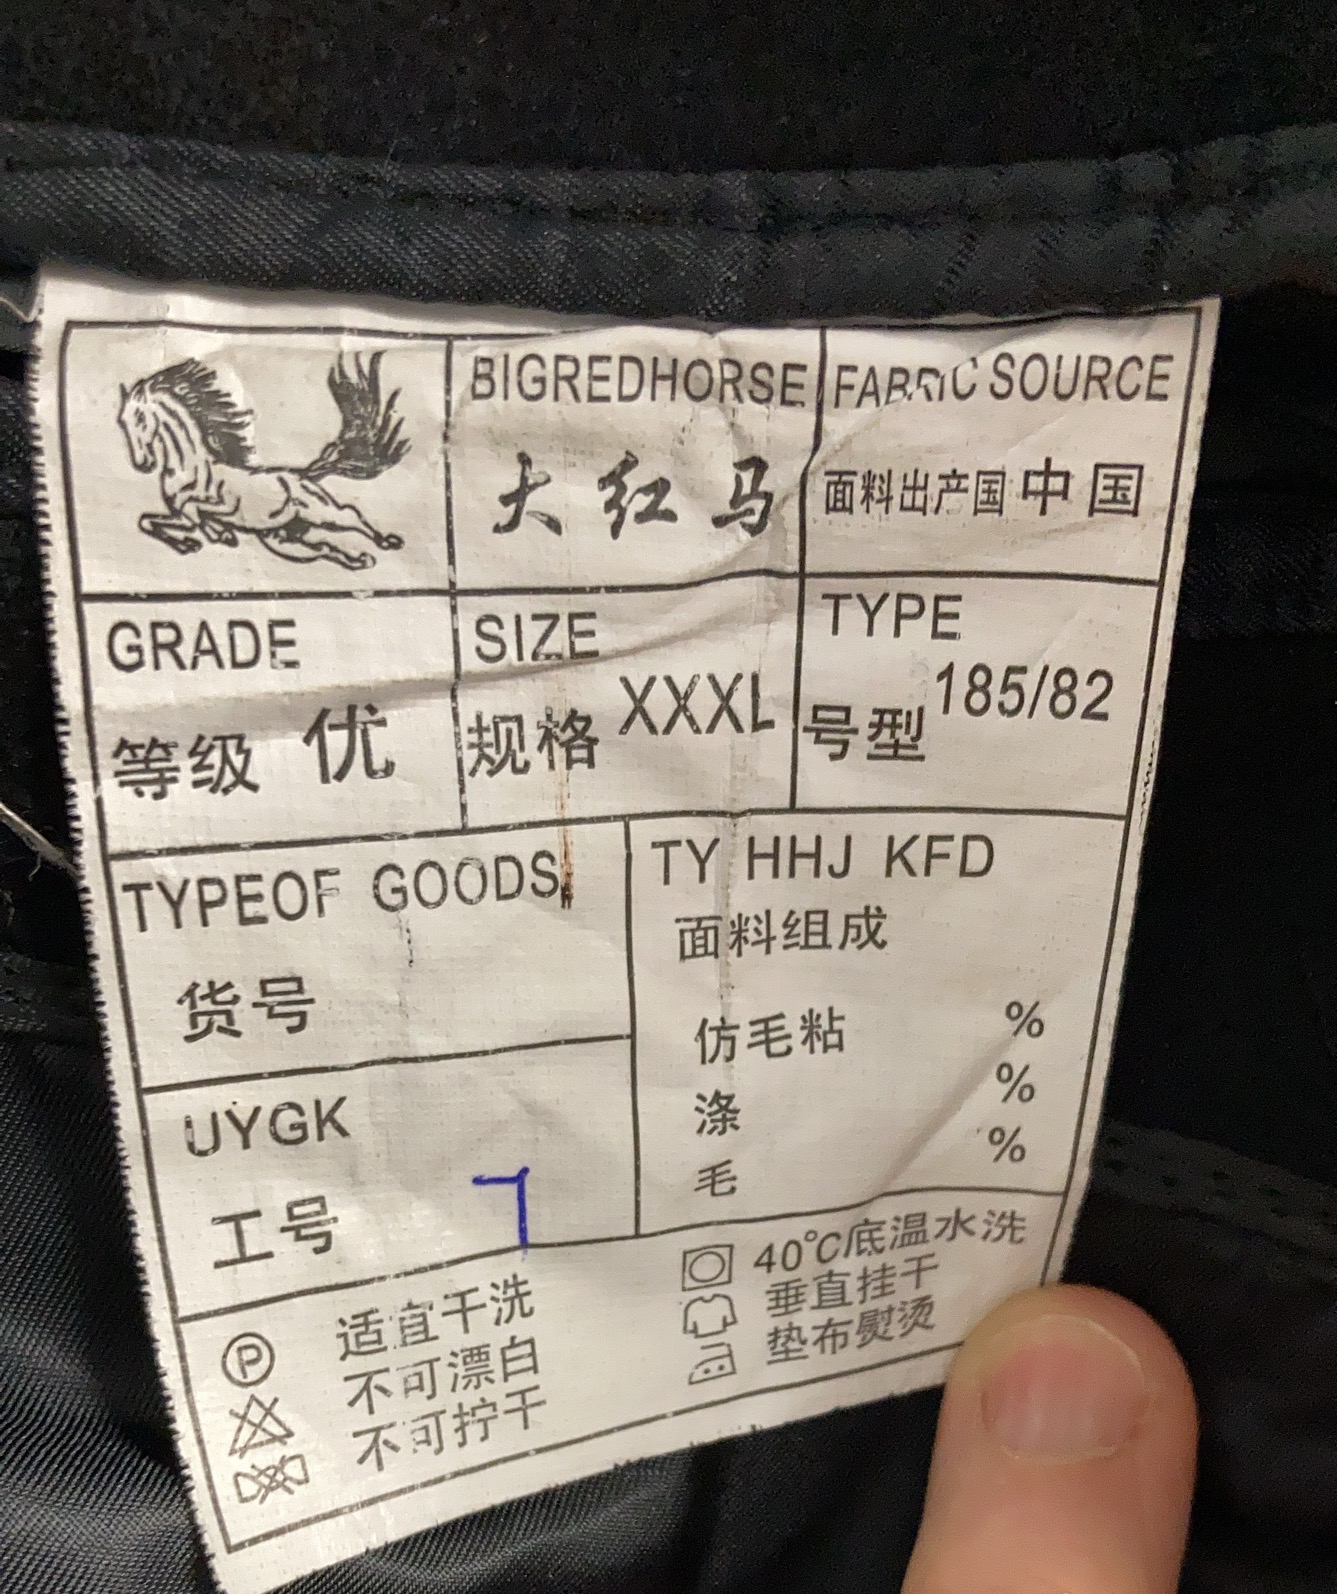 BIGREDHORSE
大红马
FABRIC SOURCE
面料出产国 中国
GRADE
等级 优
SIZE
规格 XXXL
TYPE
号型 185/82
TYPEOF GOODS
货号
TY HHJ KFD
面料组成
仿毛粘 %
涤 %
毛 %
UYGK
工号 7
P 适宜干洗
不可漂白
不可拧干
40℃底温水洗
垂直挂干
垫布熨烫